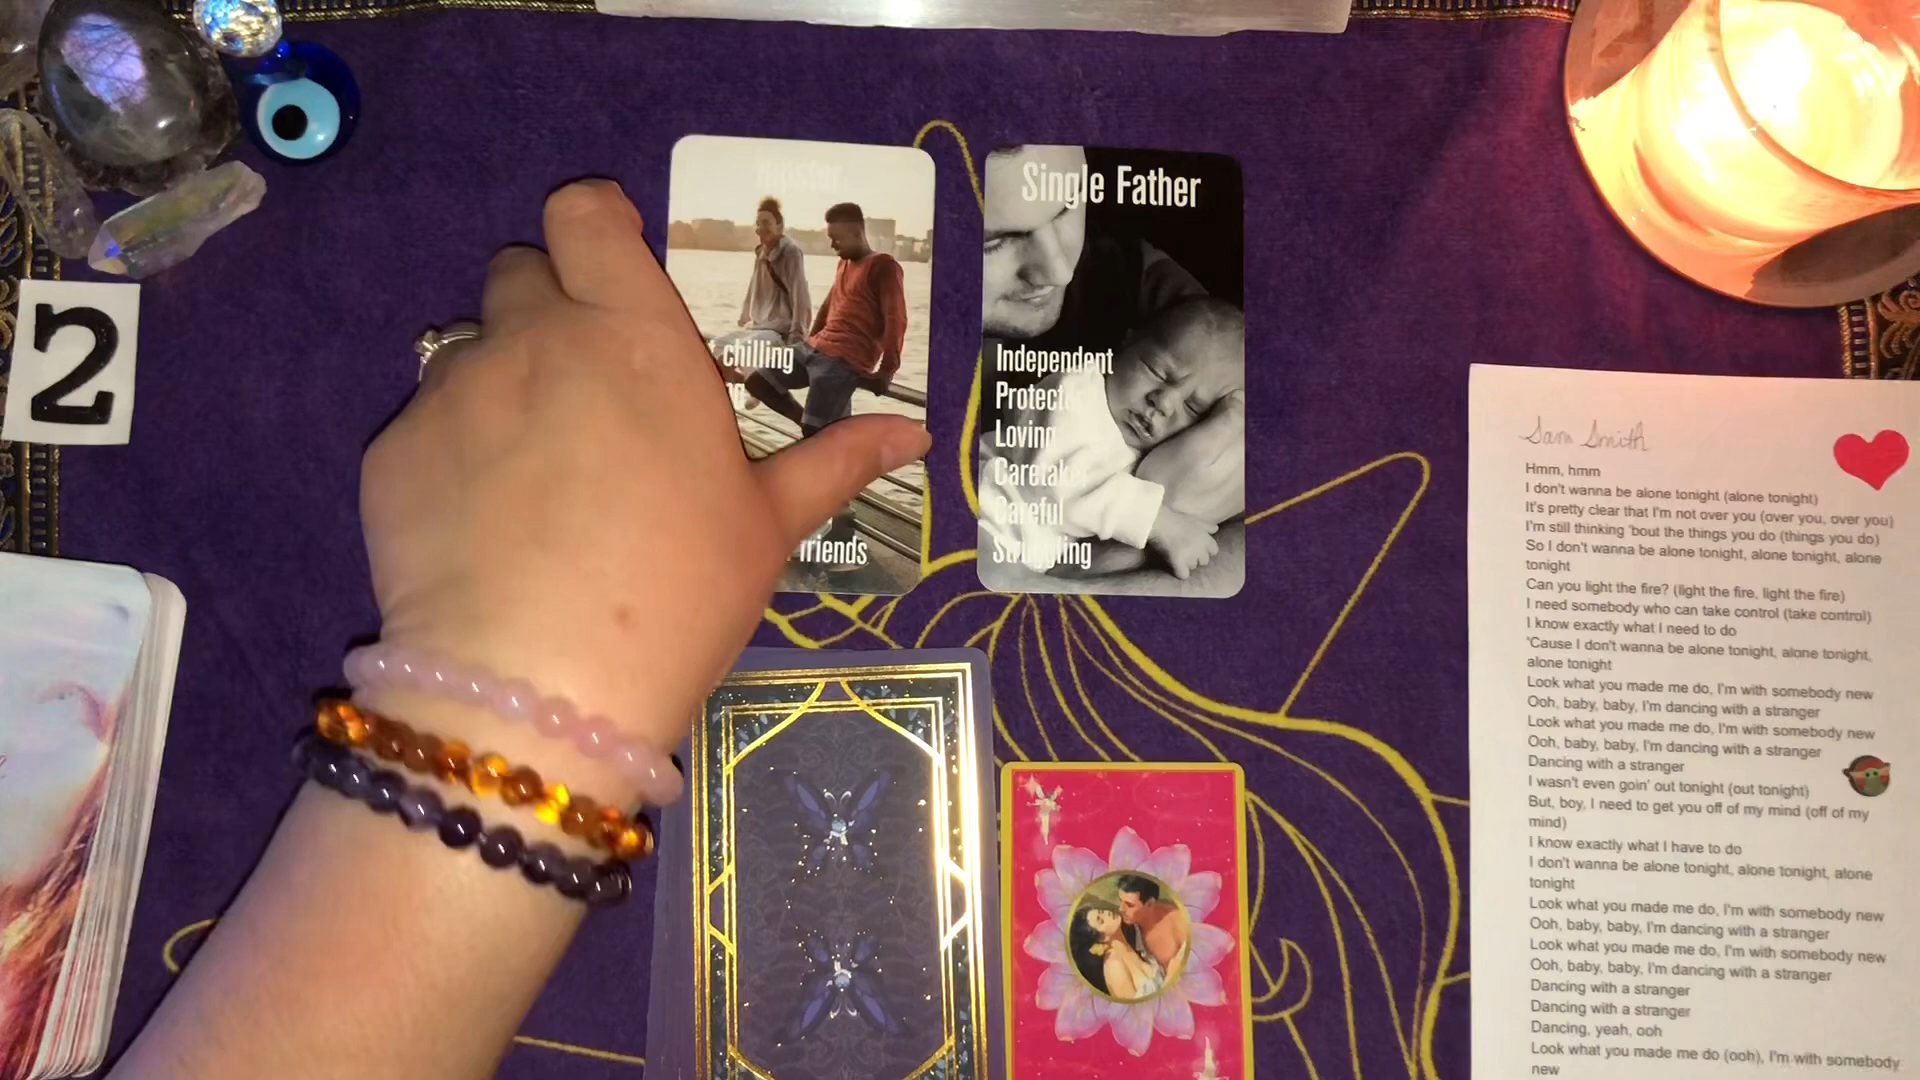 2
Hipster
chilling
riends
Single Father
Independent
Protect
Loving
Caretaker
Careful
Struggling
Sam Smith
Hmm, hmm
I don't wanna be alone tonight (alone tonight)
It's pretty clear that I'm not over you (over you, over you)
I'm still thinking 'bout the things you do (things you do)
So I don't wanna be alone tonight, alone tonight, alone
tonight
Can you light the fire? (light the fire, light the fire)
I need somebody who can take control (take control)
I know exactly what I need to do
'Cause I don't wanna be alone tonight, alone tonight,
alone tonight
Look what you made me do, I'm with somebody new
Ooh, baby, baby, I'm dancing with a stranger
Look what you made me do, I'm with somebody new
Ooh, baby, baby, I'm dancing with a stranger
Dancing with a stranger
I wasn't even goin' out tonight (out tonight)
But, boy, I need to get you off of my mind (off of my
mind)
I know exactly what I have to do
I don't wanna be alone tonight, alone tonight, alone
tonight
Look what you made me do, I'm with somebody new
Ooh, baby, baby, I'm dancing with a stranger
Look what you made me do, I'm with somebody new
Ooh, baby, baby, I'm dancing with a stranger
Dancing with a stranger
Dancing with a stranger
Dancing, yeah, ooh
Look what you made me do (ooh), I'm with somebody
new